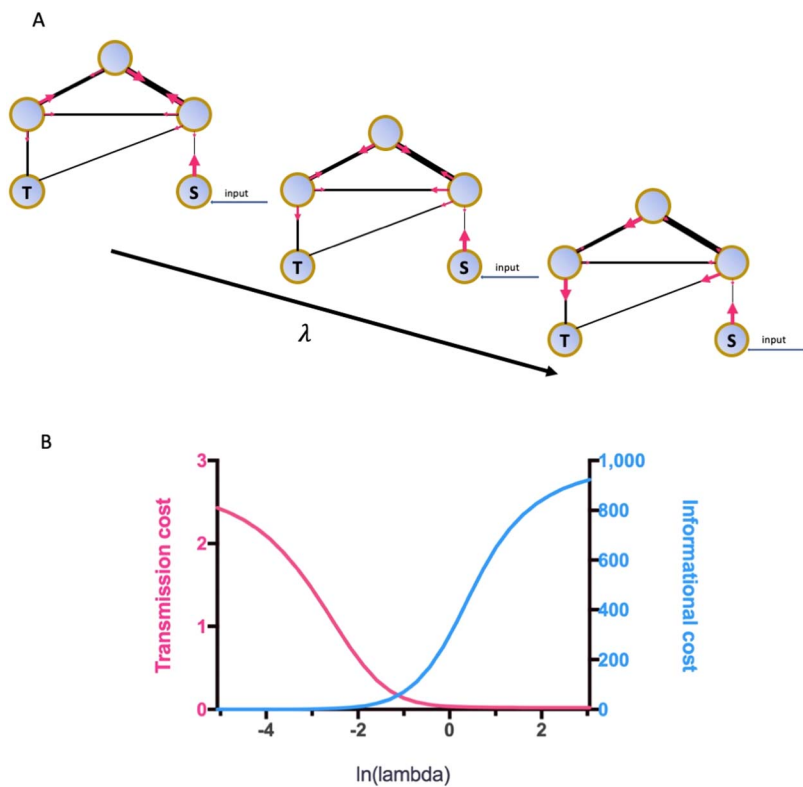 A
T
S
input
T
S
input
T
S
input
λ
B
Transmission cost
3
2
1
0
1,000
800
600
400
200
0
Informational cost
-4
-2
0
2
ln(lambda)